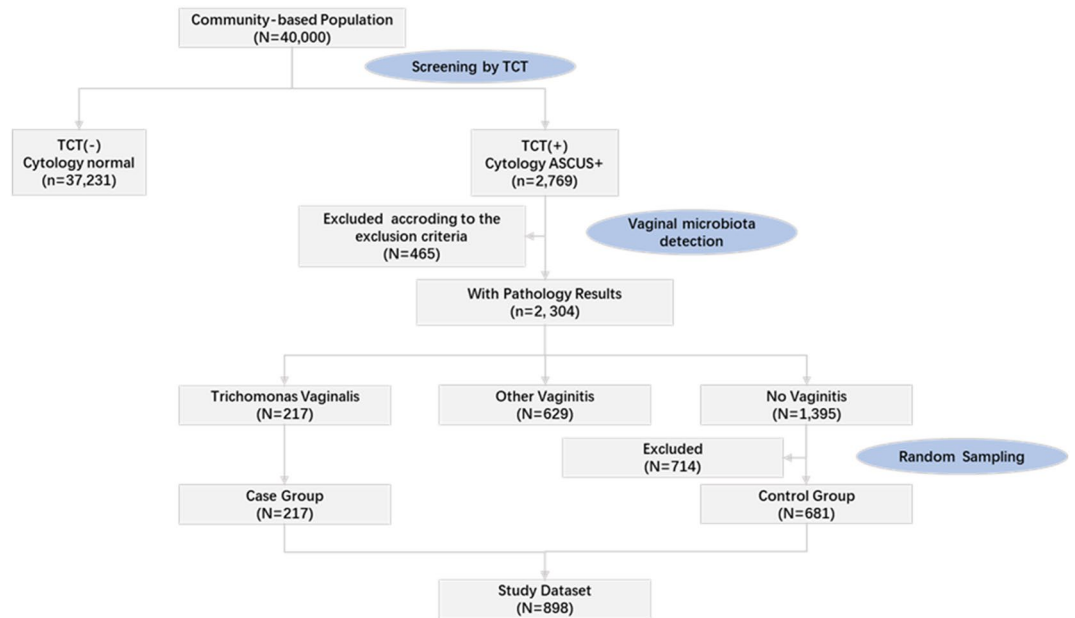 Community-based Population
(N=40,000)
Screening by TCT
TCT(-)
Cytology normal
(n=37,231)
TCT(+)
Cytology ASCUS+
(n=2,769)
Excluded accroding to the
exclusion criteria
(N=465)
Vaginal microbiota
detection
With Pathology Results
(n=2, 304)
Trichomonas Vaginalis
(N=217)
Other Vaginitis
(N=629)
No Vaginitis
(N=1,395)
Excluded
(N=714)
Random Sampling
Case Group
(N=217)
Control Group
(N=681)
Study Dataset
(N=898)